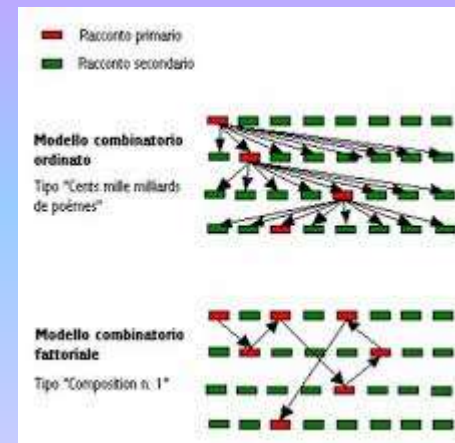 Racconto primario
Racconto secondario
Modello combinatorio
ordinato
Tipo "Cents mille milliards
de poèmes"
Modello combinatorio
fattoriale
Tipo "Composition n. 1"